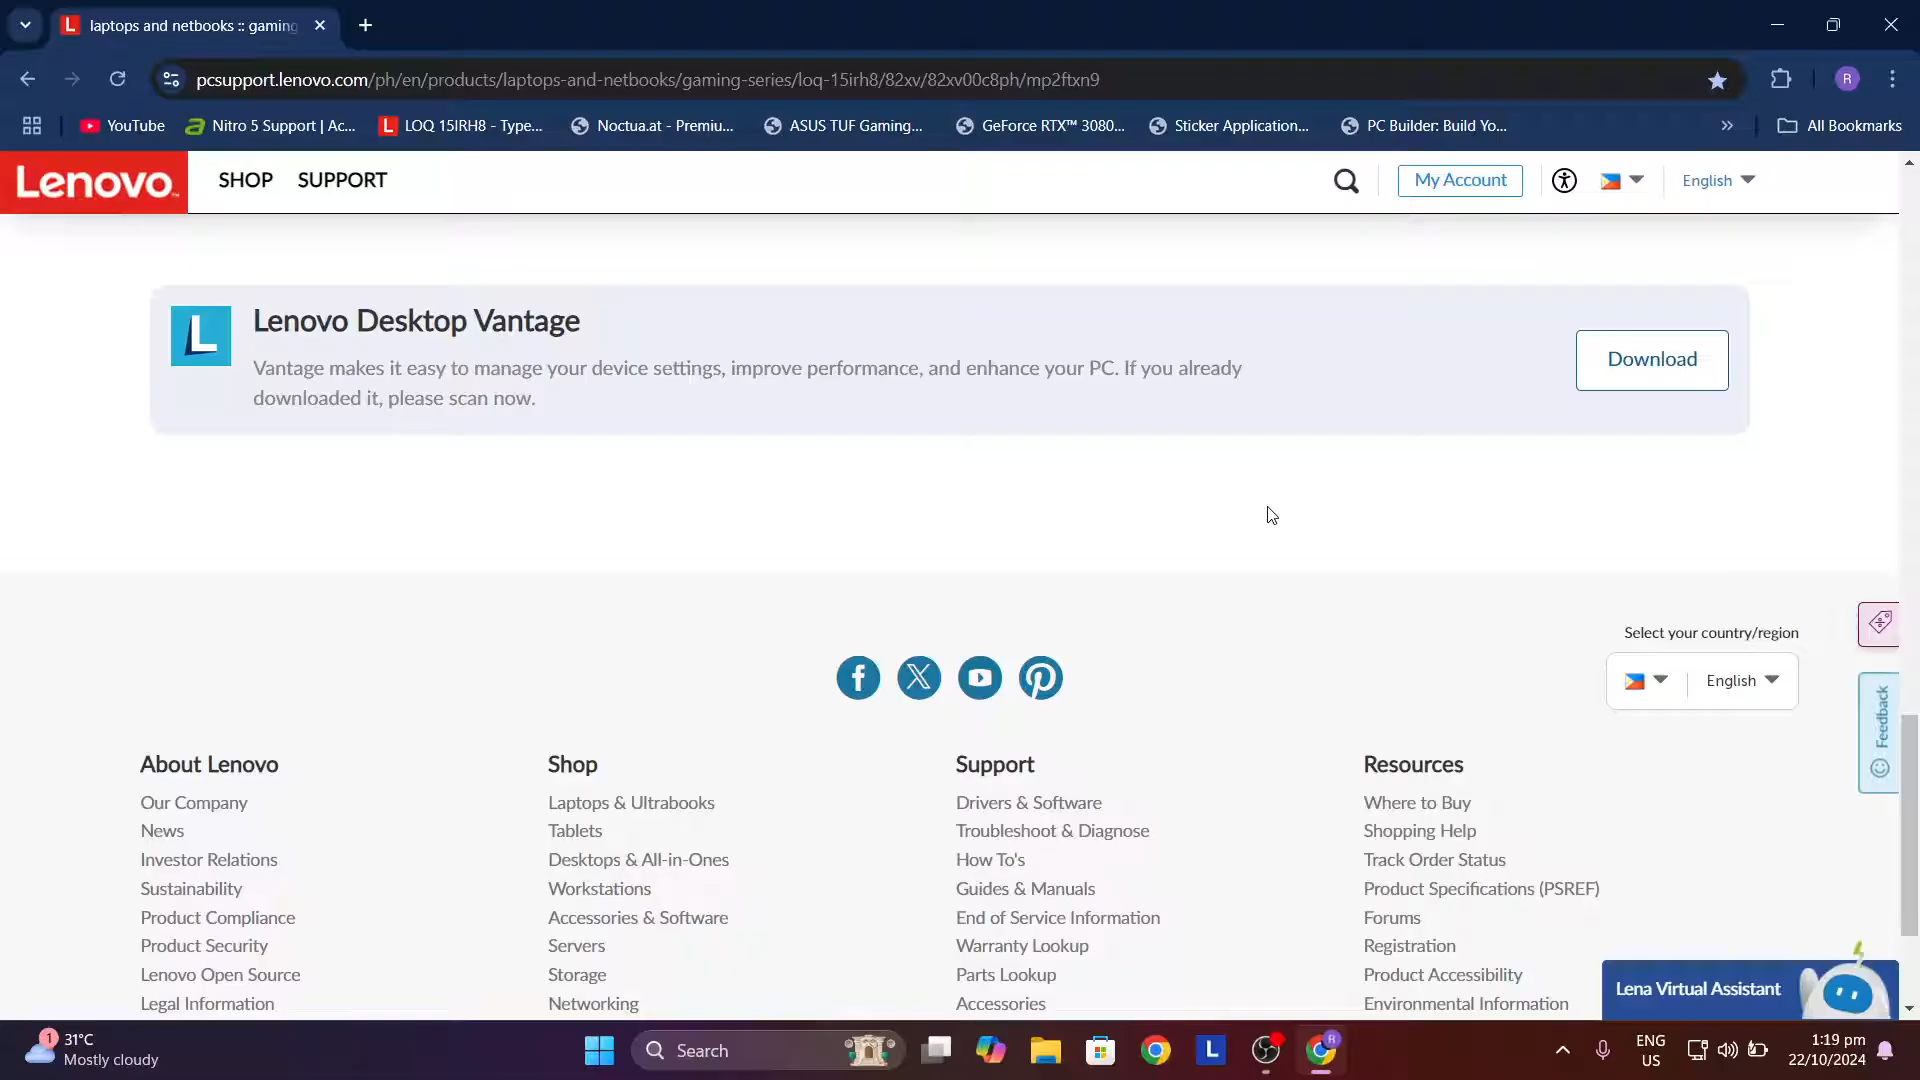 laptops and netbooks :: gaming
pcsupport.lenovo.com/ph/en/products/laptops-and-netbooks/gaming-series/loq-15irh8/82xv/82xv00c8ph/mp2ftxn9
R
YouTube
Nitro 5 Support | Ac...
LOQ 15IRH8 - Type...
Noctua.at - Premiu...
ASUS TUF Gaming...
GeForce RTX™ 3080...
Sticker Application...
PC Builder: Build Yo...
All Bookmarks
Lenovo
SHOP
SUPPORT
My Account
English
Lenovo Desktop Vantage
Vantage makes it easy to manage your device settings, improve performance, and enhance your PC. If you already
downloaded it, please scan now.
Download
Select your country/region
English
Feedback
About Lenovo
Our Company
News
Investor Relations
Sustainability
Product Compliance
Product Security
Lenovo Open Source
Legal Information
Shop
Laptops & Ultrabooks
Tablets
Desktops & All-in-Ones
Workstations
Accessories & Software
Servers
Storage
Networking
Support
Drivers & Software
Troubleshoot & Diagnose
How To's
Guides & Manuals
End of Service Information
Warranty Lookup
Parts Lookup
Accessories
Resources
Where to Buy
Shopping Help
Track Order Status
Product Specifications (PSREF)
Forums
Registration
Product Accessibility
Environmental Information
Lena Virtual Assistant
1
31°C
Mostly cloudy
Search
ENG
US
1:19 pm
22/10/2024